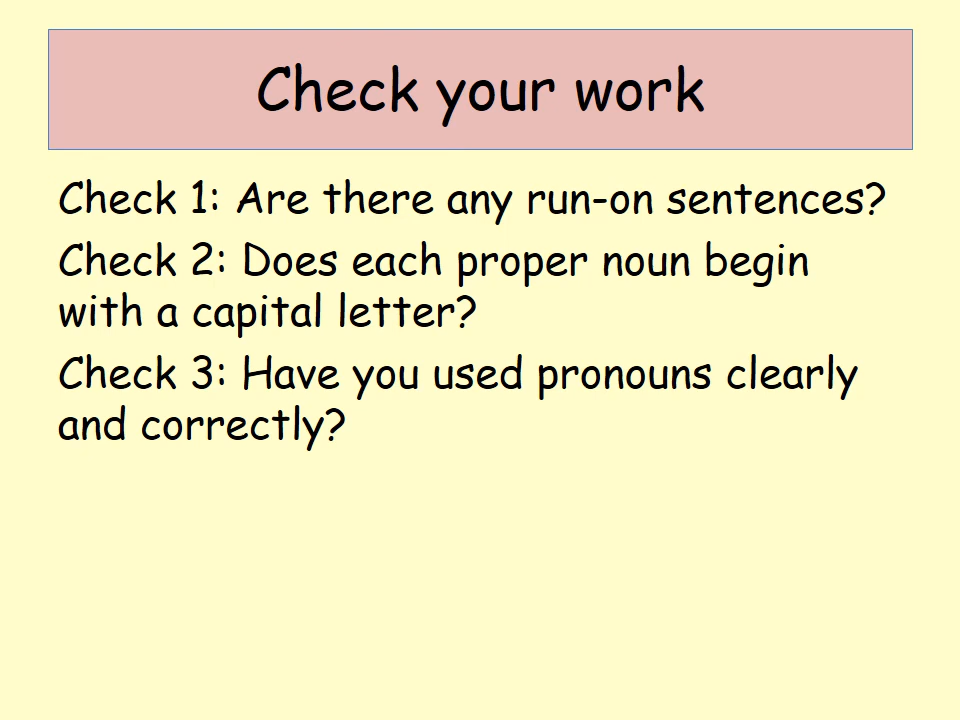 Check your work
Check 1: Are there any run-on sentences?
Check 2: Does each proper noun begin
with a capital letter?
Check 3: Have you used pronouns clearly
and correctly?